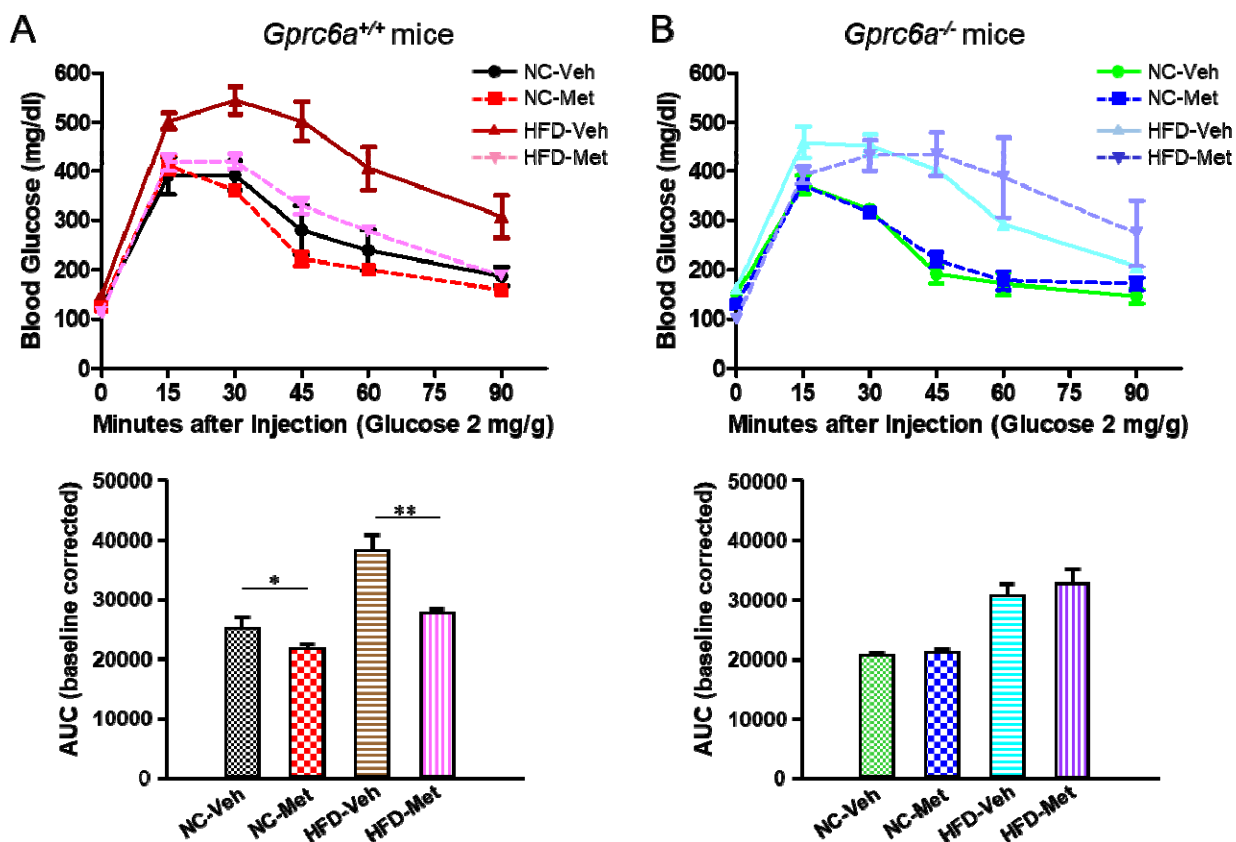 A
Gprc6a+/+ mice
600
500
400
300
200
100
0
Blood Glucose (mg/dl)
NC-Veh
NC-Met
HFD-Veh
HFD-Met
0 15 30 45 60 75 90
Minutes after Injection (Glucose 2 mg/g)
B
Gprc6a-/- mice
600
500
400
300
200
100
0
Blood Glucose (mg/dl)
NC-Veh
NC-Met
HFD-Veh
HFD-Met
0 15 30 45 60 75 90
Minutes after Injection (Glucose 2 mg/g)
50000
40000
30000
20000
10000
0
AUC (baseline corrected)
*
**
NC-Veh
NC-Met
HFD-Veh
HFD-Met
50000
40000
30000
20000
10000
0
AUC (baseline corrected)
NC-Veh
NC-Met
HFD-Veh
HFD-Met